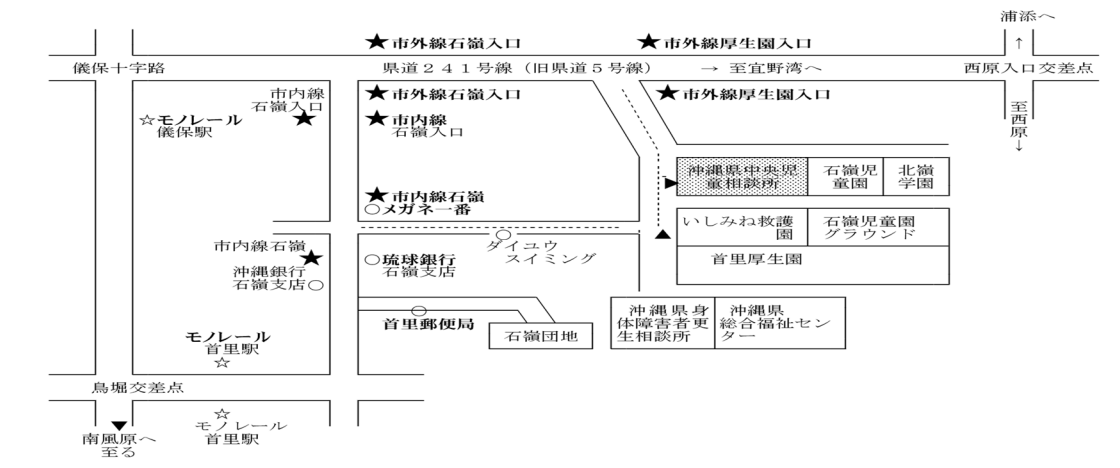 浦添へ
↑
★市外線石嶺入口
★市外線厚生園入口
儀保十字路
県道２４１号線（旧県道５号線）　→　至宜野湾へ
西原入口交差点
市内線
石嶺入口
★
★市外線石嶺入口
★市外線厚生園入口
☆モノレール
儀保駅
★市内線
石嶺入口
至西原→
沖縄県中央児
童相談所
石嶺児
童園
北嶺
学園
★市内線石嶺
○メガネ一番
いしみね救護
園
石嶺児童園
グラウンド
市内線石嶺
★
ダイユウ
スイミング
首里厚生園
沖縄銀行
石嶺支店○
○琉球銀行
石嶺支店
首里郵便局
石嶺団地
沖縄県身
体障害者更
生相談所
沖縄県
総合福祉セン
ター
モノレール
首里駅
☆
鳥堀交差点
☆
モノレール
首里駅
南風原へ
至る